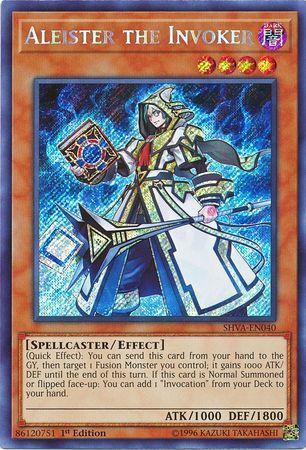 ALEISTER THE INVOKER
DARK
闇
SHVA-EN040
[SPELLCASTER/EFFECT]
(Quick Effect): You can send this card from your hand to the
GY, then target 1 Fusion Monster you control; it gains 1000 ATK/
DEF until the end of this turn. If this card is Normal Summoned
or flipped face-up: You can add 1 "Invocation" from your Deck to
your hand.
ATK/1000 DEF/1800
86120751 1st Edition ©1996 KAZUKI TAKAHASHI